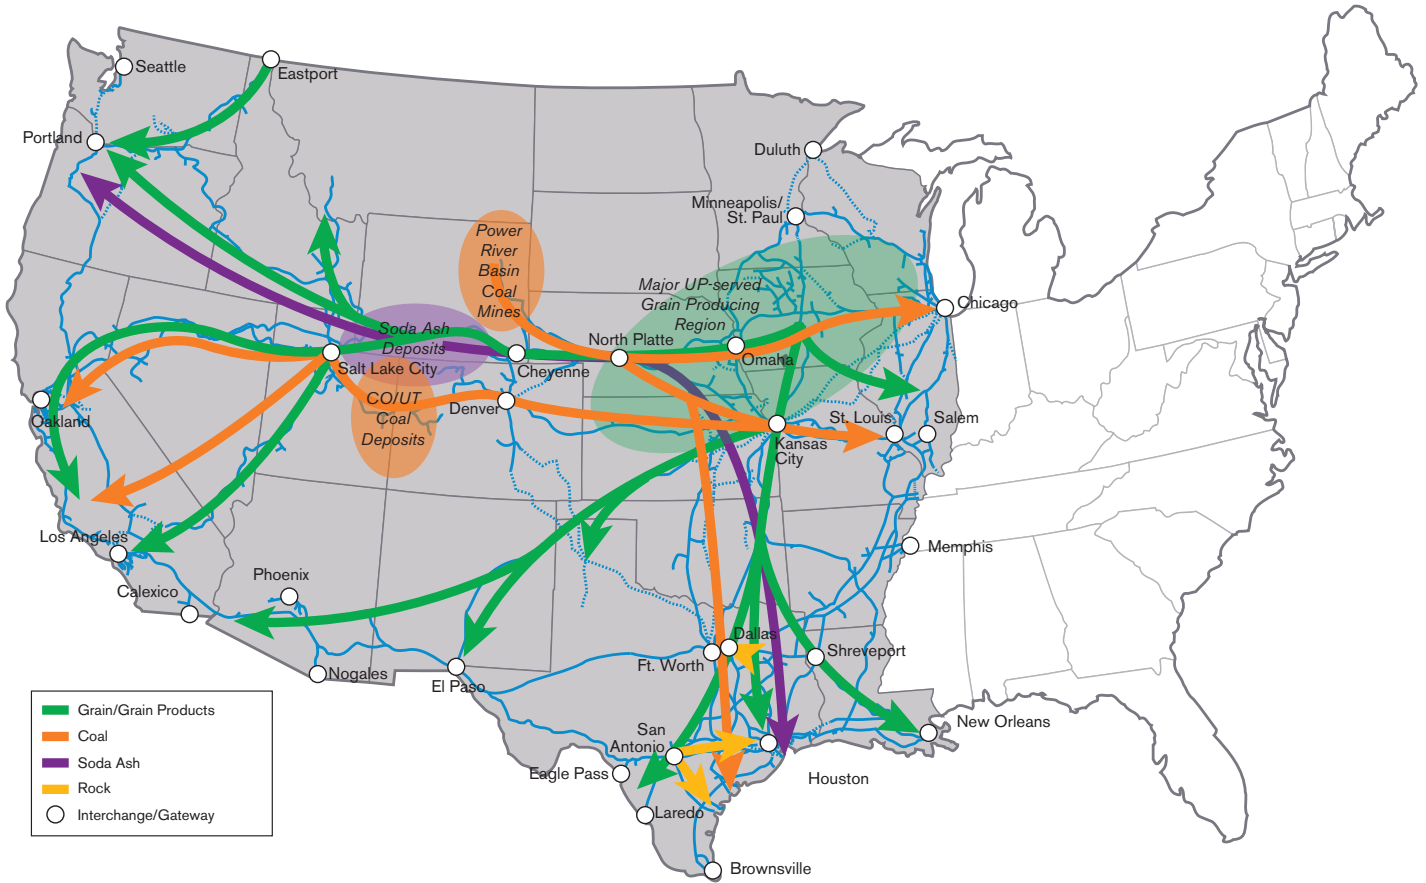 Seattle
Eastport
Portland
Duluth
Minneapolis/
St. Paul
Power
River
Basin
Coal
Mines
Major UP-served
Grain Producing
Region
Chicago
Soda Ash
Deposits
North Platte
Omaha
Salt Lake City
Cheyenne
CO/UT
Coal
Deposits
Denver
Oakland
St. Louis
Salem
Kansas
City
Los Angeles
Memphis
Phoenix
Calexico
Dallas
Ft. Worth
Shreveport
Nogales
El Paso
San
Antonio
New Orleans
Eagle Pass
Houston
Laredo
Brownsville
Grain/Grain Products
Coal
Soda Ash
Rock
Interchange/Gateway